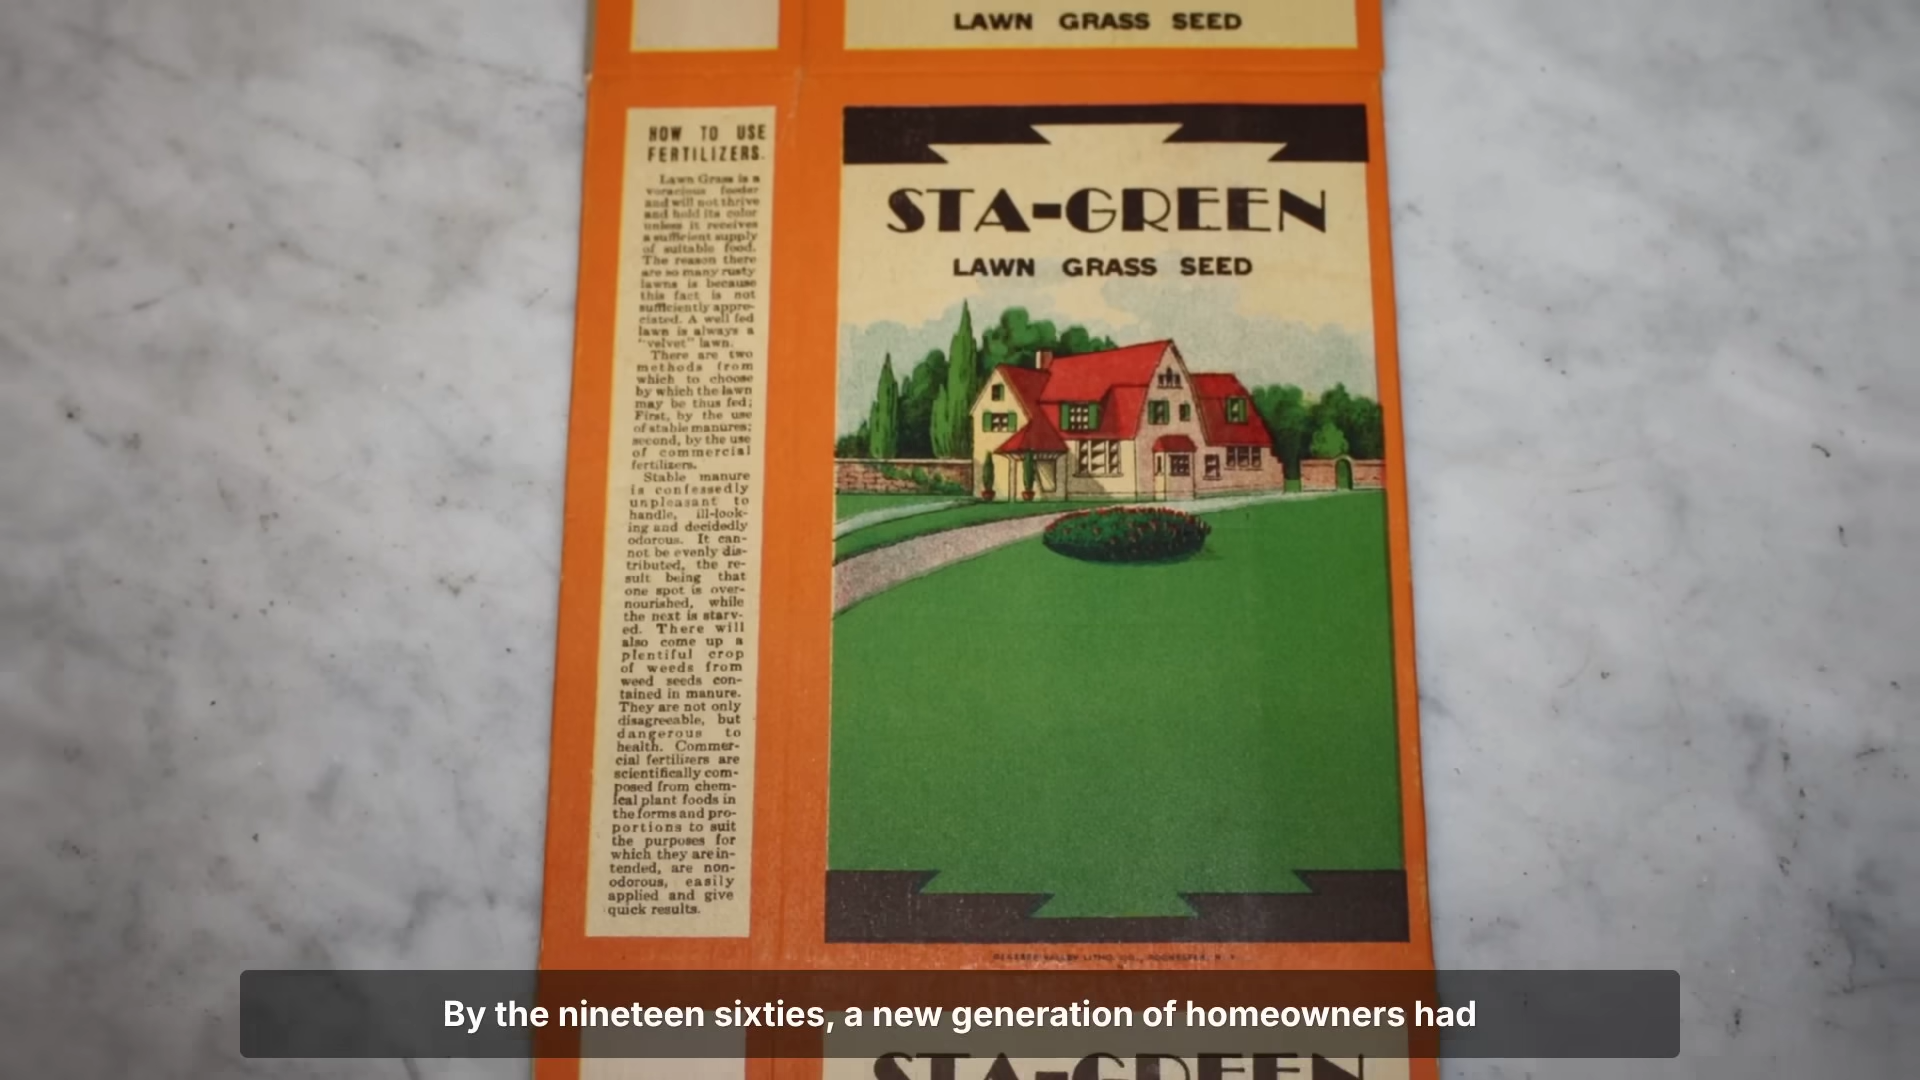 LAWN GRASS SEED
HOW TO USE
FERTILIZERS.
Lawn Grass is a
voracious feeder
and will not thrive
and hold its color
unless it receives
a sufficient supply
of suitable food.
The reason there
are so many rusty
lawns is because
this fact is not
sufficiently appre-
ciated. A well fed
lawn is always a
"velvet" lawn.
There are two
methods from
which to choose
by which the lawn
may be thus fed;
First, by the use
of stable manures;
second, by the use
of commercial
fertilizers.
Stable manure
is confessedly
unpleasant to
handle, ill-look-
ing and decidedly
odorous. It can-
not be evenly dis-
tributed, the re-
sult being that
one spot is over-
nourished, while
the next is starv-
ed. There will
also come up a
plentiful crop
of weeds from
weed seeds con-
tained in manure.
They are not only
disagreeable, but
dangerous to
health. Commer-
cial fertilizers are
scientifically com-
posed from chem-
ical plant foods in
the forms and pro-
portions to suit
the purposes for
which they are in-
tended, are non-
odorous, easily
applied and give
quick results.
STA-GREEN
LAWN GRASS SEED
GENESEE VALLEY LITHO. CO., ROCHESTER, N. Y.
By the nineteen sixties, a new generation of homeowners had
STA-GREEN